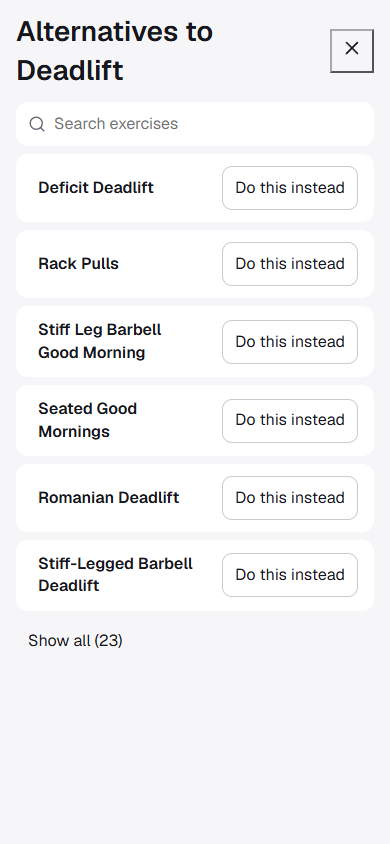 Alternatives to
Deadlift
Search exercises
Deficit Deadlift
Do this instead
Rack Pulls
Do this instead
Stiff Leg Barbell
Good Morning
Do this instead
Seated Good
Mornings
Do this instead
Romanian Deadlift
Do this instead
Stiff-Legged Barbell
Deadlift
Do this instead
Show all (23)